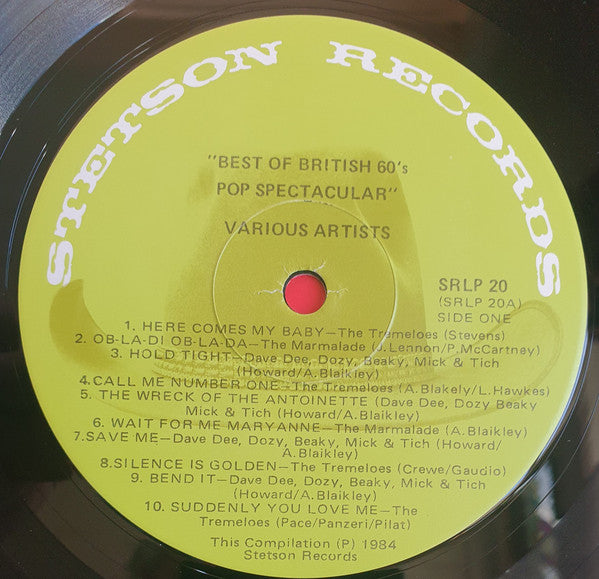 STETSON RECORDS
"BEST OF BRITISH 60's
POP SPECTACULAR"
VARIOUS ARTISTS
SRLP 20
(SRLP 20A)
SIDE ONE
1. HERE COMES MY BABY—The Tremeloes (Stevens)
2. OB-LA-DI OB-LA-DA—The Marmalade (J.Lennon/P.McCartney)
3. HOLD TIGHT—Dave Dee, Dozy, Beaky, Mick & Tich
(Howard/A.Blaikley)
4.CALL ME NUMBER ONE—The Tremeloes (A.Blakely/L.Hawkes)
5. THE WRECK OF THE ANTOINETTE (Dave Dee, Dozy Beaky
Mick & Tich (Howard/A.Blaikley)
6. WAIT FOR ME MARYANNE—The Marmalade (A.Blaikley)
7.SAVE ME—Dave Dee, Dozy, Beaky, Mick & Tich (Howard/
A.Blaikley)
8.SILENCE IS GOLDEN—The Tremeloes (Crewe/Gaudio)
9. BEND IT—Dave Dee, Dozy, Beaky, Mick & Tich
(Howard/A.Blaikley)
10. SUDDENLY YOU LOVE ME—The
Tremeloes (Pace/Panzeri/Pilat)
This Compilation (P) 1984
Stetson Records